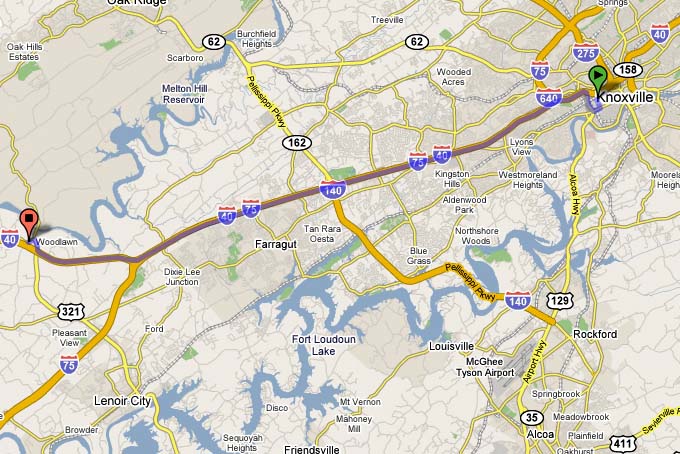 Oak Ridge
Treeville
62
Burchfield
Heights
40
275
Oak Hills
Estates
Scarboro
62
75
158
Wooded
Acres
Pellissippi Pkwy
Melton Hill
Reservoir
640
Knoxville
162
Lyons
View
75
40
140
Kingston
Hills
Westmoreland
Heights
Moreland
Heights
Alcoa Hwy
Aldenwood
Park
40
75
Tan Rara
Oesta
Northshore
Woods
40
Woodlawn
Farragut
Blue
Grass
Dixie Lee
Junction
Pellissippi Pkwy
321
140
129
Pleasant
View
Ford
Fort Loudoun
Lake
Rockford
Louisville
Airport Hwy
75
McGhee
Tyson Airport
Lenoir City
Springbrook
Mt Vernon
Disco
Mahoney
Mill
35
Meadowbrook
Sevierville Rd
Sequoyah
Heights
Alcoa
Plainfield
411
Friendsville
Oakhurst